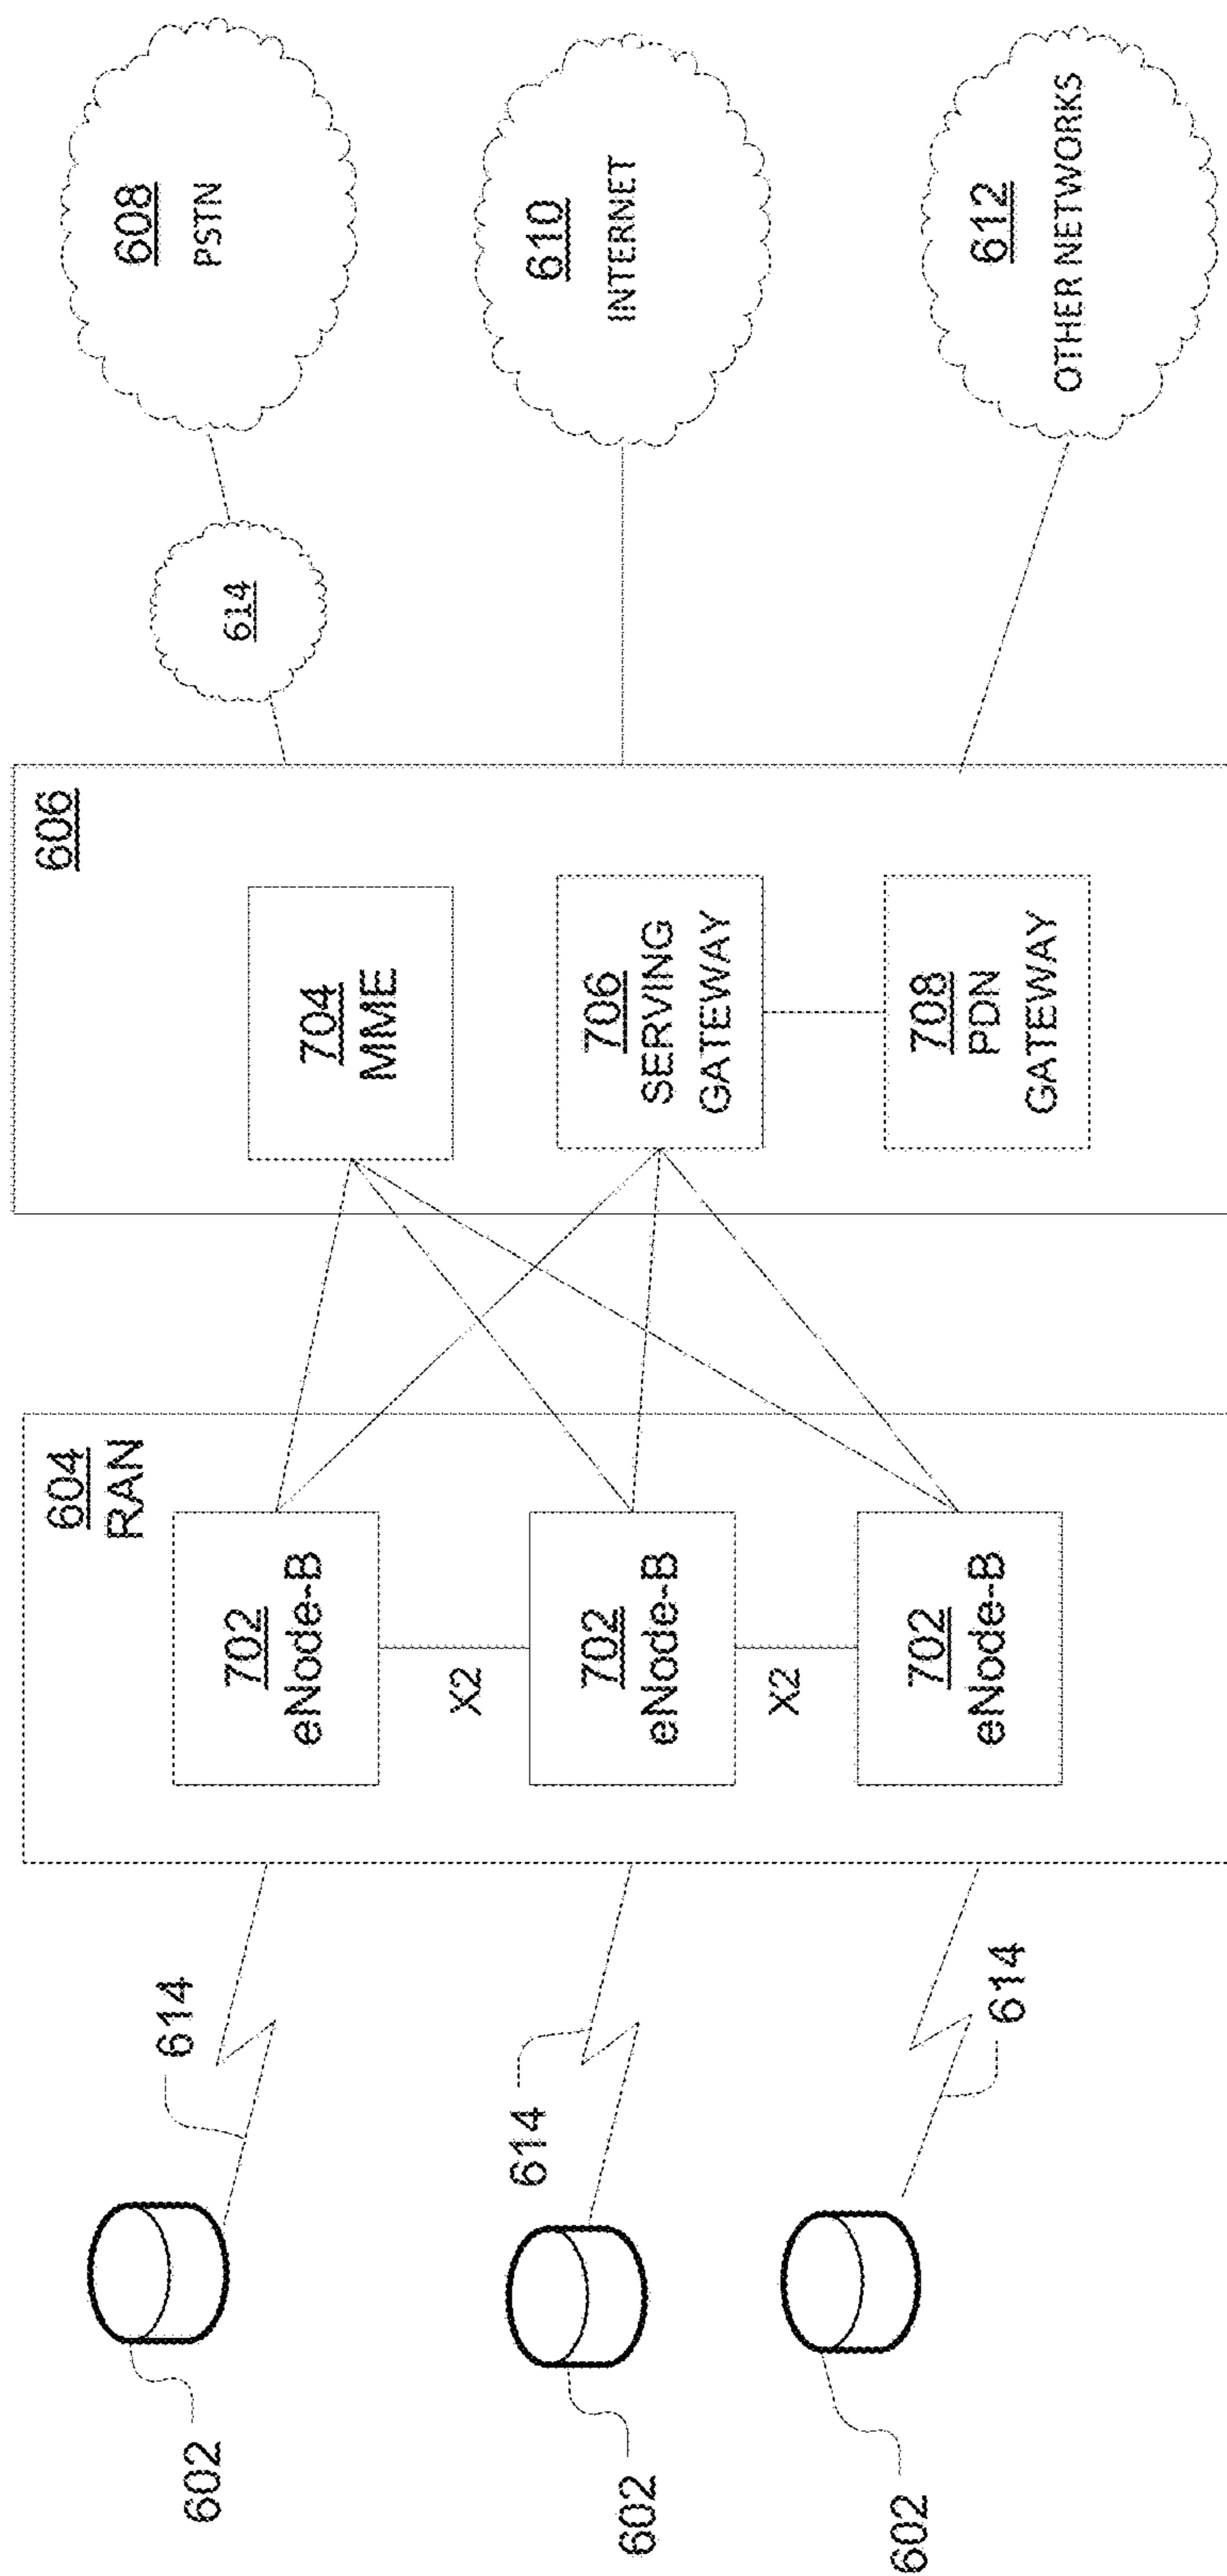 602
602
602
614
614
614
604
RAN
702
eNode-B
X2
702
eNode-B
X2
702
eNode-B
606
704
MME
706
SERVING
GATEWAY
708
PDN
GATEWAY
614
608
PSTN
610
INTERNET
612
OTHER NETWORKS